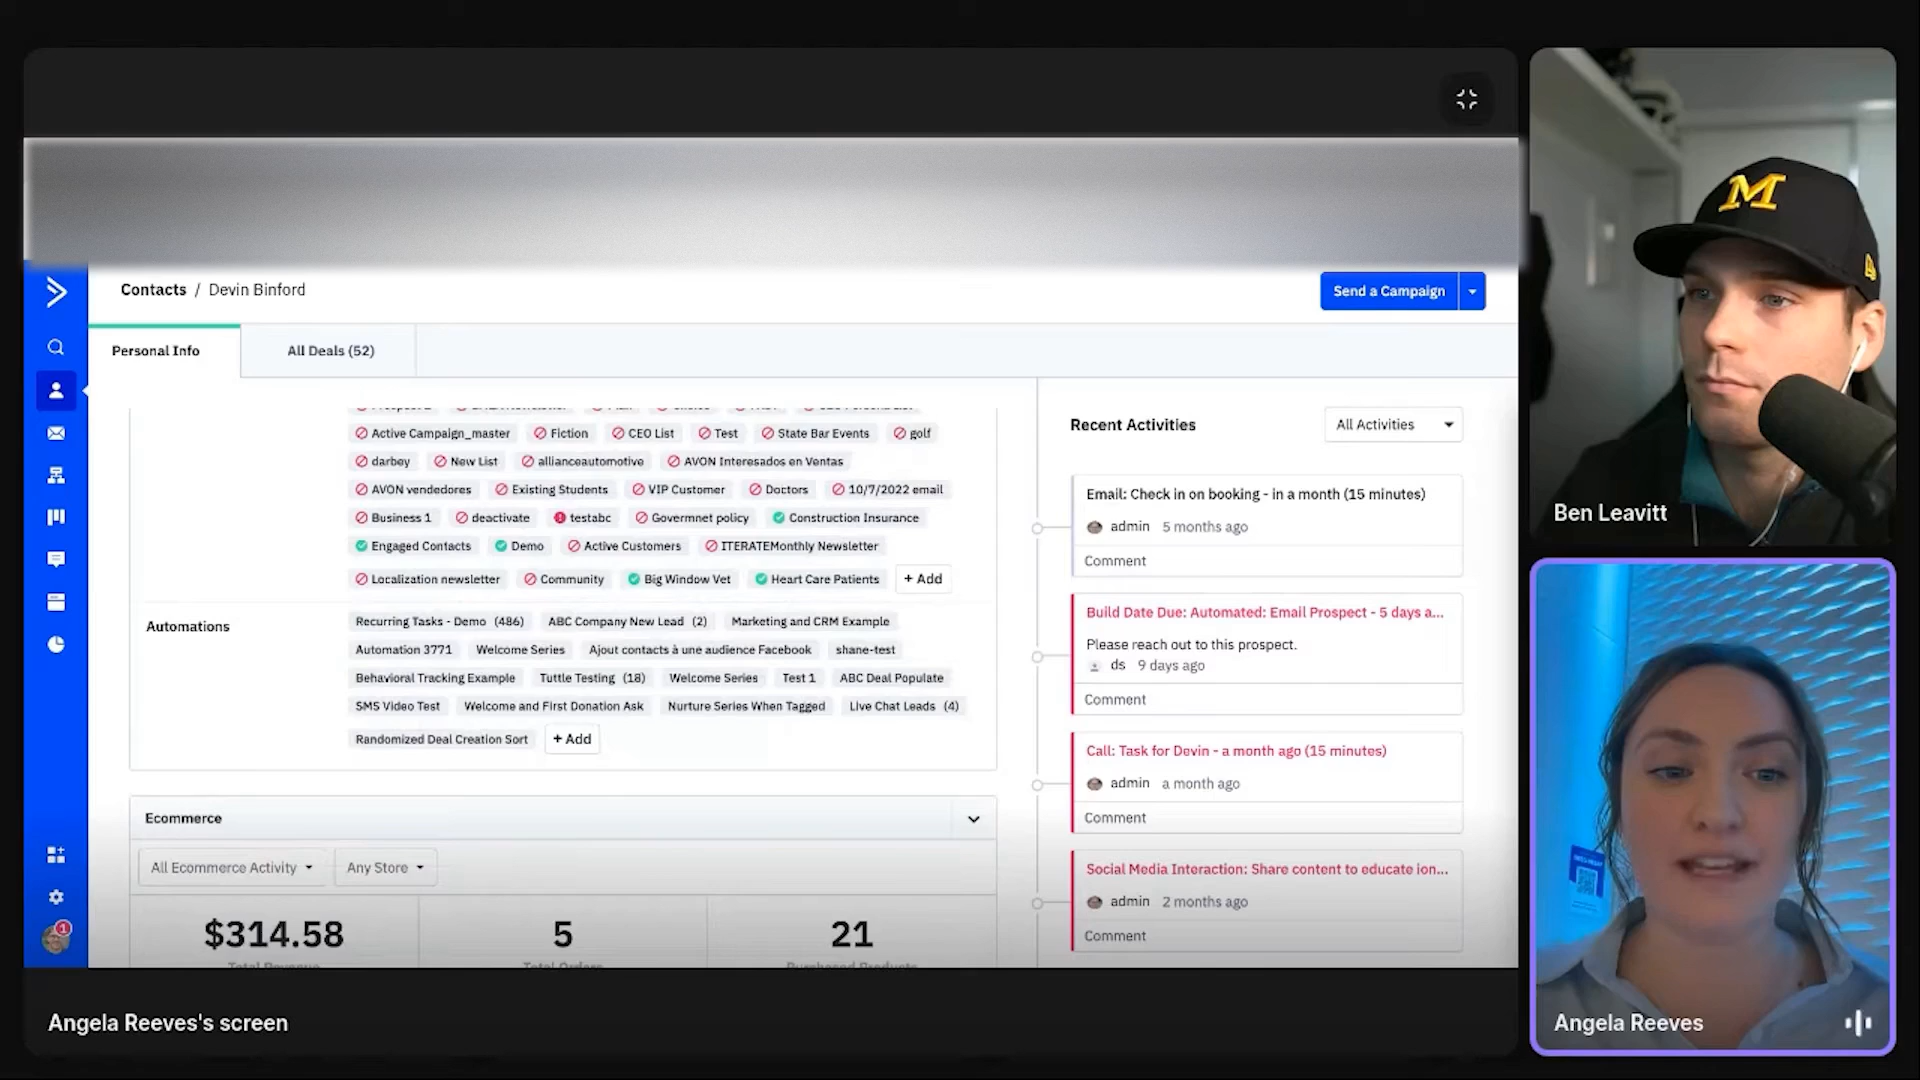 Contacts / Devin Binford
Send a Campaign
Personal Info
All Deals (52)
Active Campaign_master Fiction CEO List Test State Bar Events golf
darbey New List allianceautomotive AVON Interesados en Ventas
AVON vendedores Existing Students VIP Customer Doctors 10/7/2022 email
Business 1 deactivate testabc Govermnet policy Construction Insurance
Engaged Contacts Demo Active Customers ITERATEMonthly Newsletter
Localization newsletter Community Big Window Vet Heart Care Patients + Add
Automations
Recurring Tasks - Demo (486) ABC Company New Lead (2) Marketing and CRM Example
Automation 3771 Welcome Series Ajout contacts à une audience Facebook shane-test
Behavioral Tracking Example Tuttle Testing (18) Welcome Series Test 1 ABC Deal Populate
SMS Video Test Welcome and First Donation Ask Nurture Series When Tagged Live Chat Leads (4)
Randomized Deal Creation Sort + Add
Ecommerce
All Ecommerce Activity Any Store
$314.58 5 21
Total Revenue Total Orders Purchased Products
Recent Activities
All Activities
Email: Check in on booking - in a month (15 minutes)
admin 5 months ago
Comment
Build Date Due: Automated: Email Prospect - 5 days a...
Please reach out to this prospect.
ds 9 days ago
Comment
Call: Task for Devin - a month ago (15 minutes)
admin a month ago
Comment
Social Media Interaction: Share content to educate ion...
admin 2 months ago
Comment
1
Angela Reeves's screen
M
Ben Leavitt
Angela Reeves